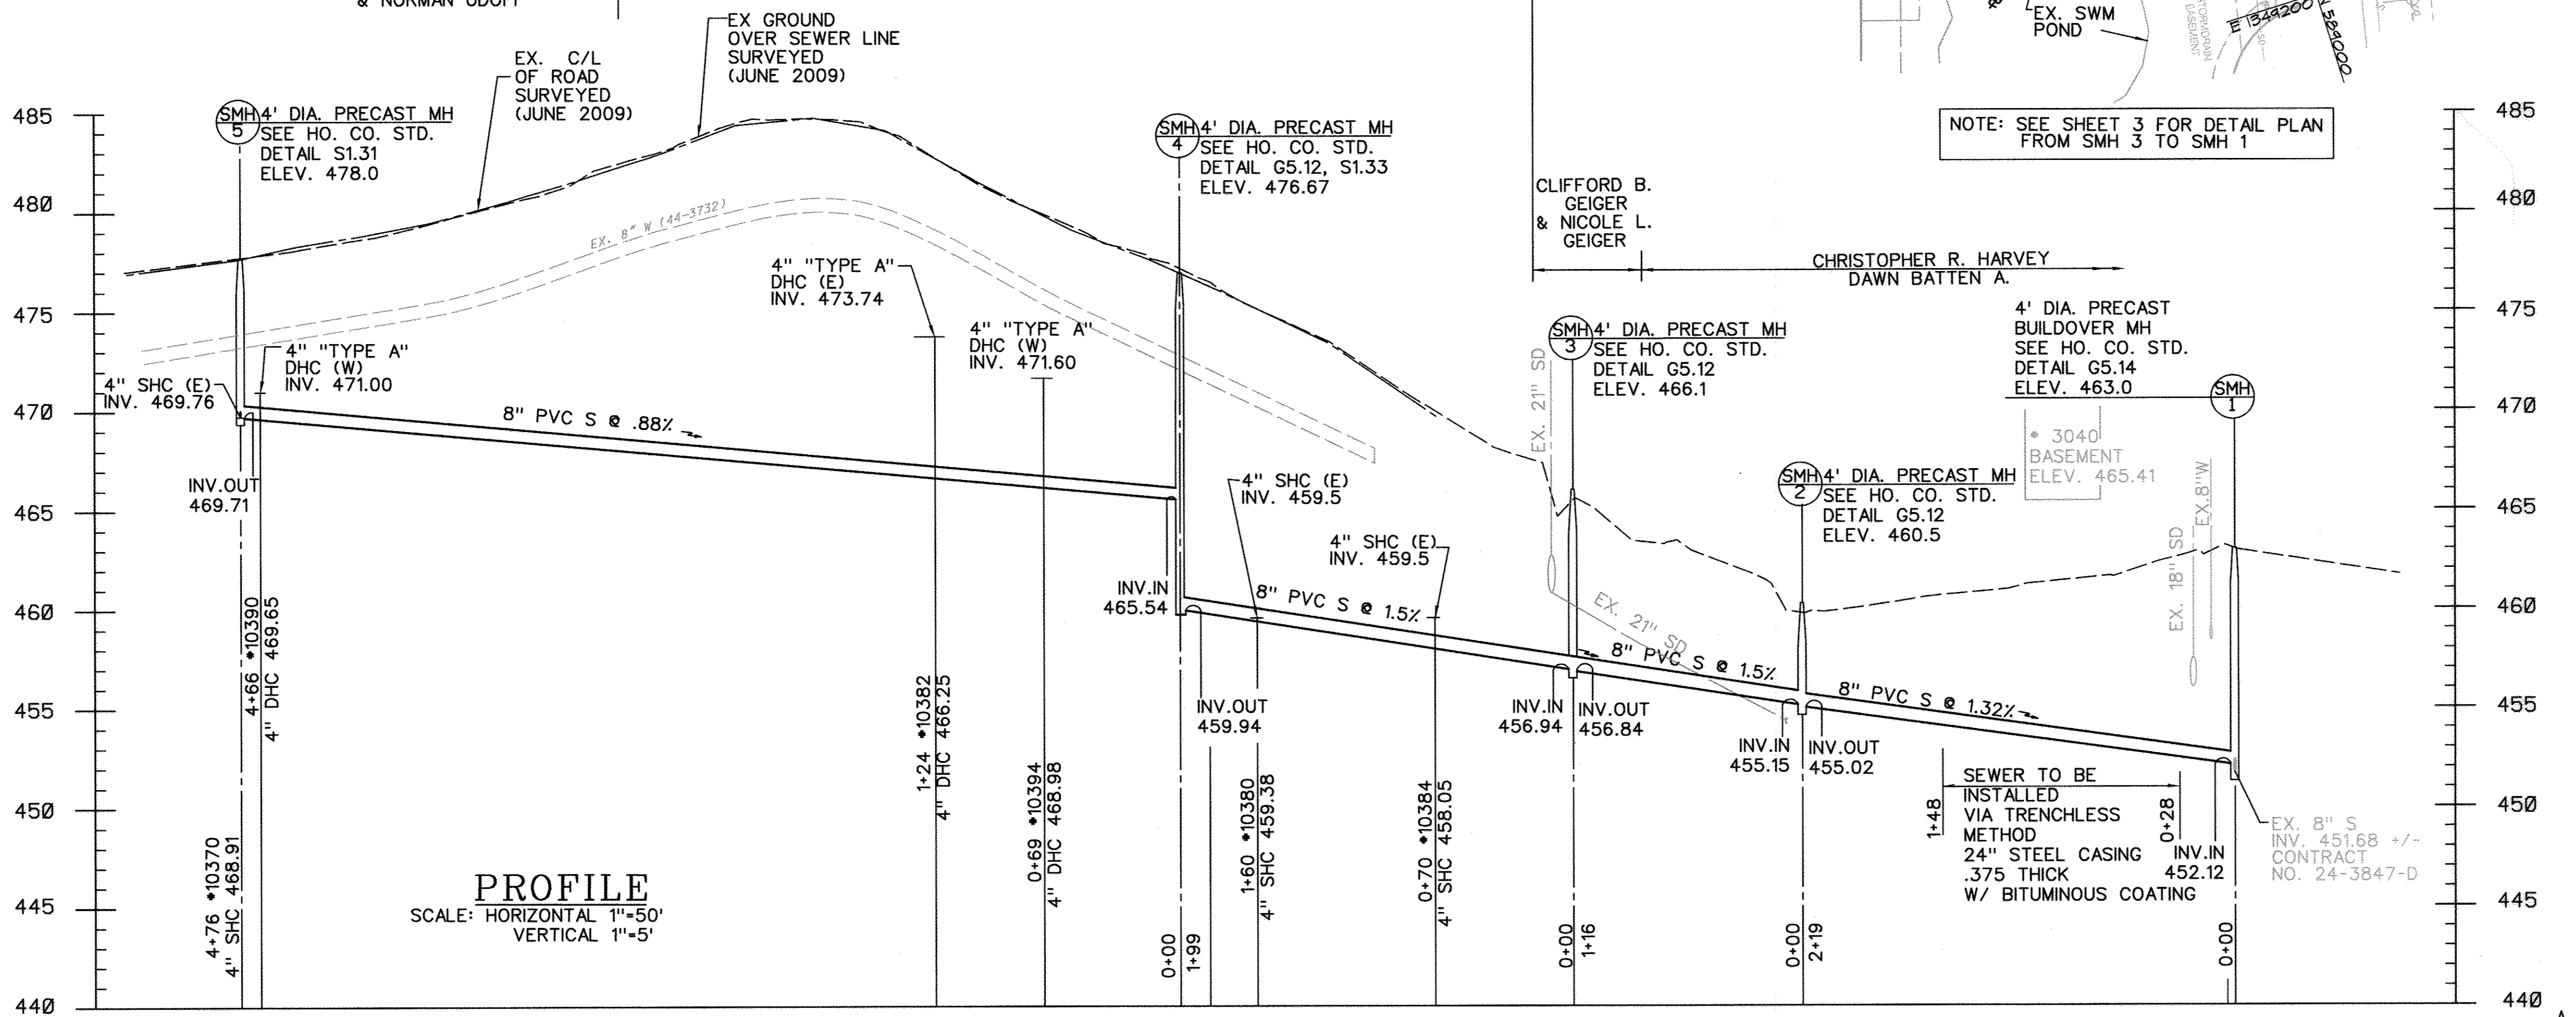 & NORMAN UDOFF
EX GROUND
OVER SEWER LINE
SURVEYED
(JUNE 2009)
EX. C/L
OF ROAD
SURVEYED
(JUNE 2009)
EX. SWM
POND
STORMDRAIN
EASEMENT
SD
E 1349200
N 589000
NOTE: SEE SHEET 3 FOR DETAIL PLAN
FROM SMH 3 TO SMH 1
485
480
475
470
465
460
455
450
445
440
SMH
5
4' DIA. PRECAST MH
SEE HO. CO. STD.
DETAIL S1.31
ELEV. 478.0
SMH
4
4' DIA. PRECAST MH
SEE HO. CO. STD.
DETAIL G5.12, S1.33
ELEV. 476.67
CLIFFORD B.
GEIGER
& NICOLE L.
GEIGER
CHRISTOPHER R. HARVEY
DAWN BATTEN A.
EX. 8" W (44-3732)
4" "TYPE A"
DHC (E)
INV. 473.74
4" "TYPE A"
DHC (W)
INV. 471.60
4" "TYPE A"
DHC (W)
INV. 471.00
4" SHC (E)
INV. 469.76
8" PVC S @ .88%
INV.OUT
469.71
SMH
3
4' DIA. PRECAST MH
SEE HO. CO. STD.
DETAIL G5.12
ELEV. 466.1
EX. 21" SD
4' DIA. PRECAST
BUILDOVER MH
SEE HO. CO. STD.
DETAIL G5.14
ELEV. 463.0
SMH
1
* 3040
BASEMENT
ELEV. 465.41
SMH
2
4' DIA. PRECAST MH
SEE HO. CO. STD.
DETAIL G5.12
ELEV. 460.5
EX. 18" SD
EX.8"W
4" SHC (E)
INV. 459.5
4" SHC (E)
INV. 459.5
INV.IN
465.54
8" PVC S @ 1.5%
EX. 21" SD
8" PVC S @ 1.5%
8" PVC S @ 1.32%
INV.OUT
459.94
INV.IN
456.94
INV.OUT
456.84
INV.IN
455.15
INV.OUT
455.02
4+76 *10370
4" SHC 468.91
4+66 *10390
4" DHC 469.65
1+24 *10382
4" DHC 466.25
0+69 *10394
4" DHC 468.98
1+60 *10380
4" SHC 459.38
0+70 *10384
4" SHC 458.05
1+48
SEWER TO BE
INSTALLED
VIA TRENCHLESS
METHOD
24" STEEL CASING
.375 THICK
W/ BITUMINOUS COATING
0+28
INV.IN
452.12
EX. 8" S
INV. 451.68 +/-
CONTRACT
NO. 24-3847-D
PROFILE
SCALE: HORIZONTAL 1"=50'
VERTICAL 1"=5'
0+00
1+99
0+00
1+16
0+00
2+19
0+00
485
480
475
470
465
460
455
450
445
440